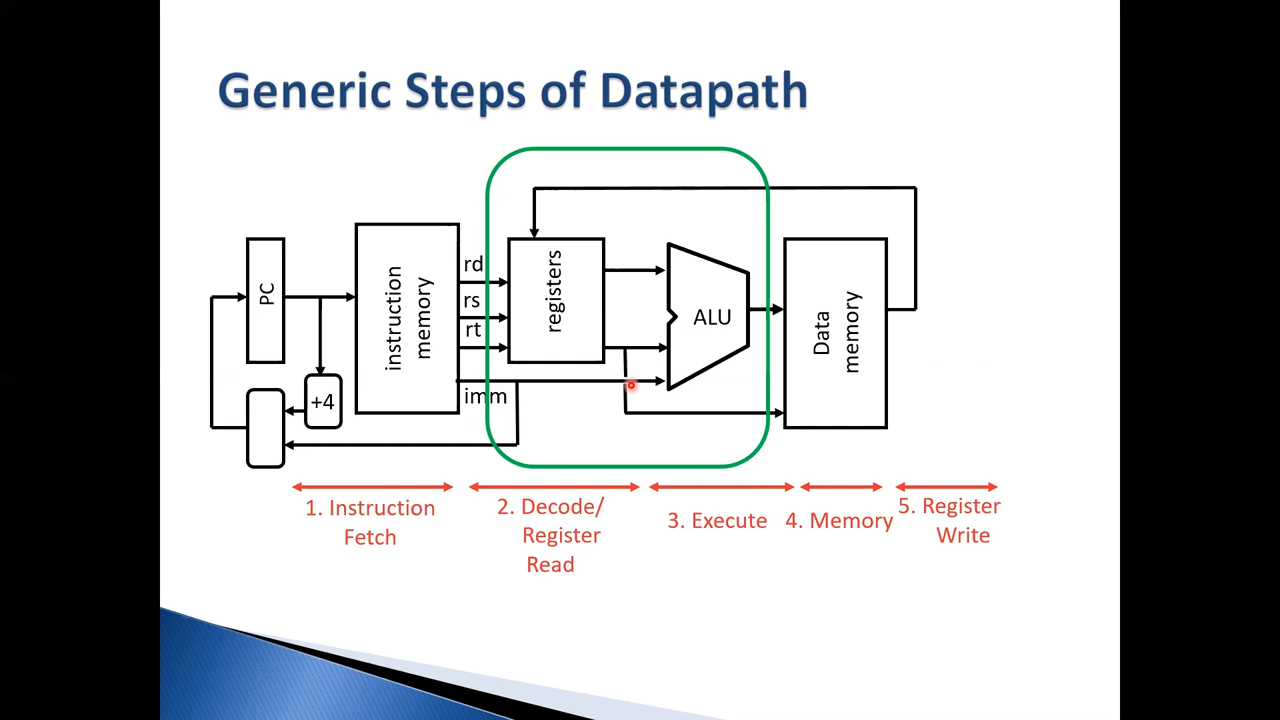 Generic Steps of Datapath
PC
+4
instruction
memory
rd
rs
rt
imm
registers
ALU
Data
memory
1. Instruction
Fetch
2. Decode/
Register
Read
3. Execute
4. Memory
5. Register
Write